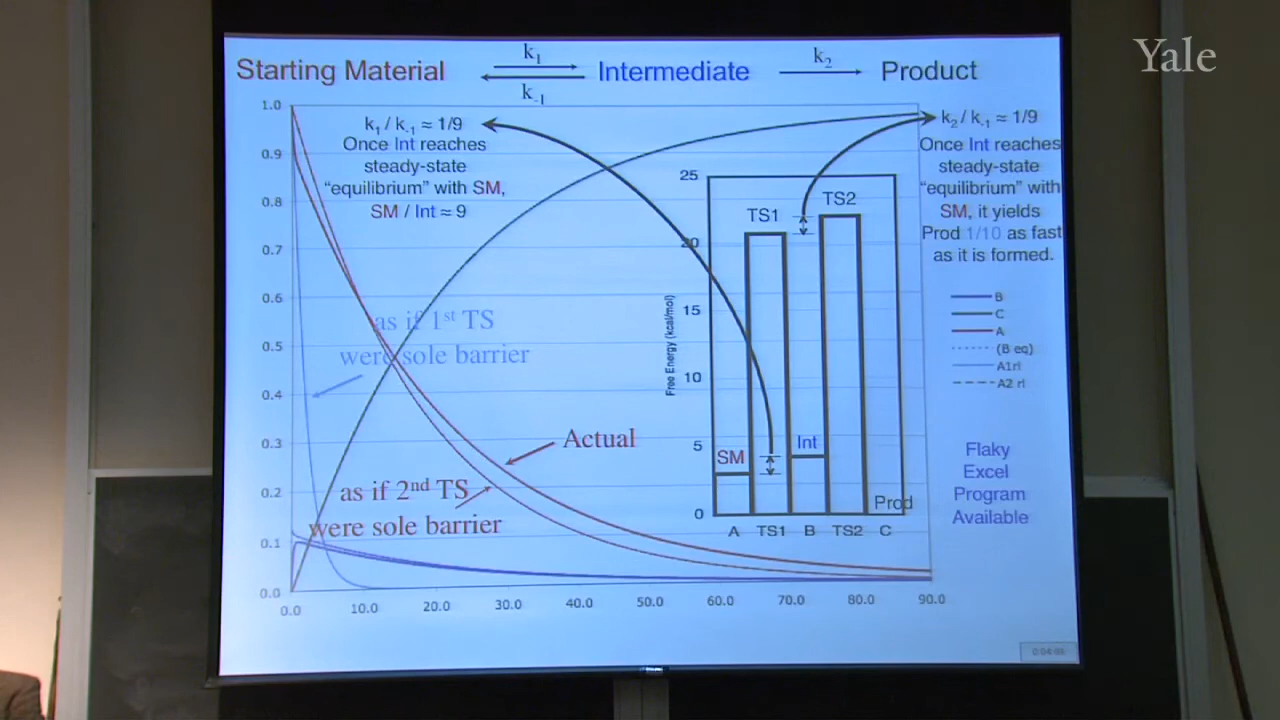 Yale
k₁
k₂
Starting Material Intermediate Product
k₋₁
k₁ / k₋₁ ≈ 1/9
Once Int reaches
steady-state
“equilibrium” with SM,
SM / Int ≈ 9
k₂ / k₋₁ ≈ 1/9
Once Int reaches
steady-state
“equilibrium” with
SM, it yields
Prod 1/10 as fast
as it is formed.
1.0
0.9
0.8
0.7
0.6
0.5
0.4
0.3
0.2
0.1
0.0
0.0 10.0 20.0 30.0 40.0 50.0 60.0 70.0 80.0 90.0
as if 1ˢᵗ TS
were sole barrier
Actual
as if 2ⁿᵈ TS
were sole barrier
Free Energy (kcal/mol)
25
20
15
10
5
0
TS1 TS2
SM Int Prod
A TS1 B TS2 C
B
C
A
(B eq)
A1rl
A2 rl
Flaky
Excel
Program
Available